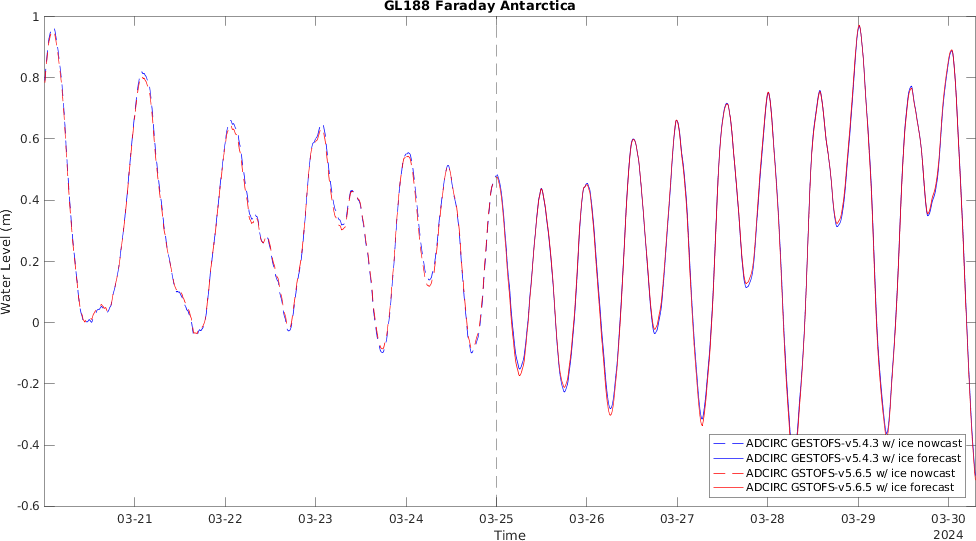 GL188 Faraday Antarctica
1
0.8
0.6
0.4
0.2
0
-0.2
-0.4
-0.6
Water Level (m)
ADCIRC GESTOFS-v5.4.3 w/ ice nowcast
ADCIRC GESTOFS-v5.4.3 w/ ice forecast
ADCIRC GSTOFS-v5.6.5 w/ ice nowcast
ADCIRC GSTOFS-v5.6.5 w/ ice forecast
03-21 03-22 03-23 03-24 03-25 03-26 03-27 03-28 03-29 03-30
Time 2024